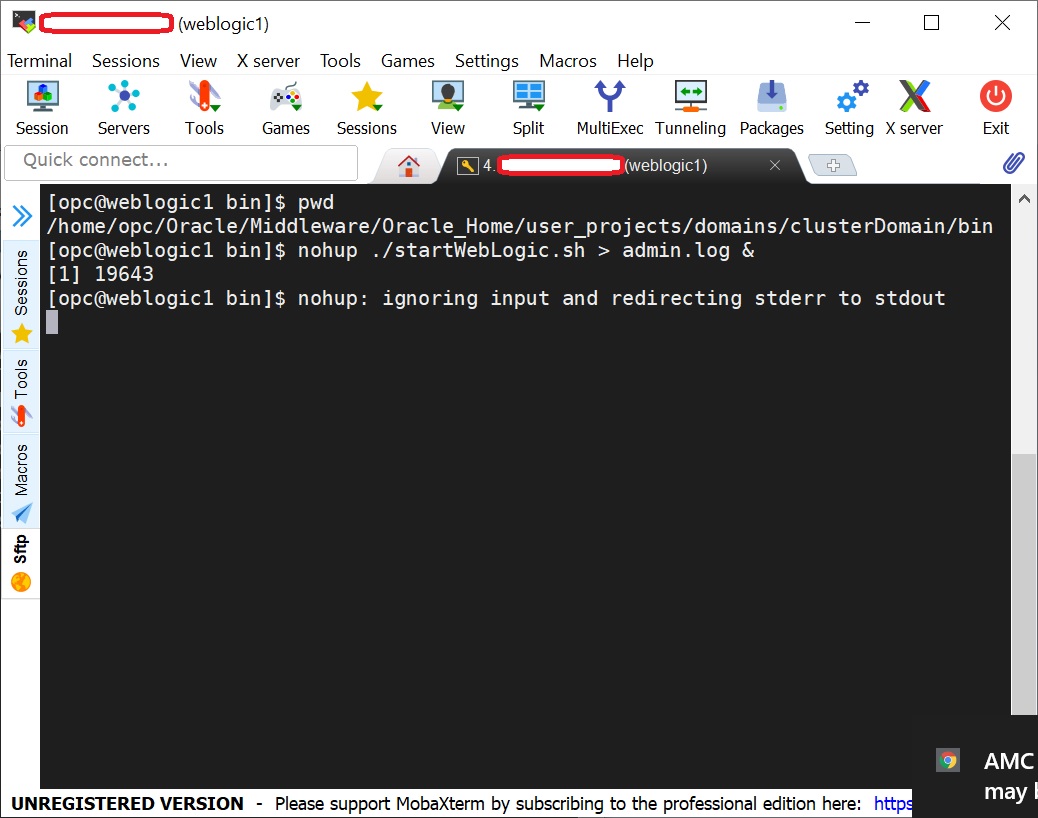 (weblogic1)
Terminal Sessions View X server Tools Games Settings Macros Help
Session Servers Tools Games Sessions View Split MultiExec Tunneling Packages Setting X server Exit
Quick connect...
4. (weblogic1)
[opc@weblogic1 bin]$ pwd
/home/opc/Oracle/Middleware/Oracle_Home/user_projects/domains/clusterDomain/bin
[opc@weblogic1 bin]$ nohup ./startWebLogic.sh > admin.log &
[1] 19643
[opc@weblogic1 bin]$ nohup: ignoring input and redirecting stderr to stdout
Sessions
Tools
Macros
Sftp
AMC
may b
UNREGISTERED VERSION - Please support MobaXterm by subscribing to the professional edition here: https